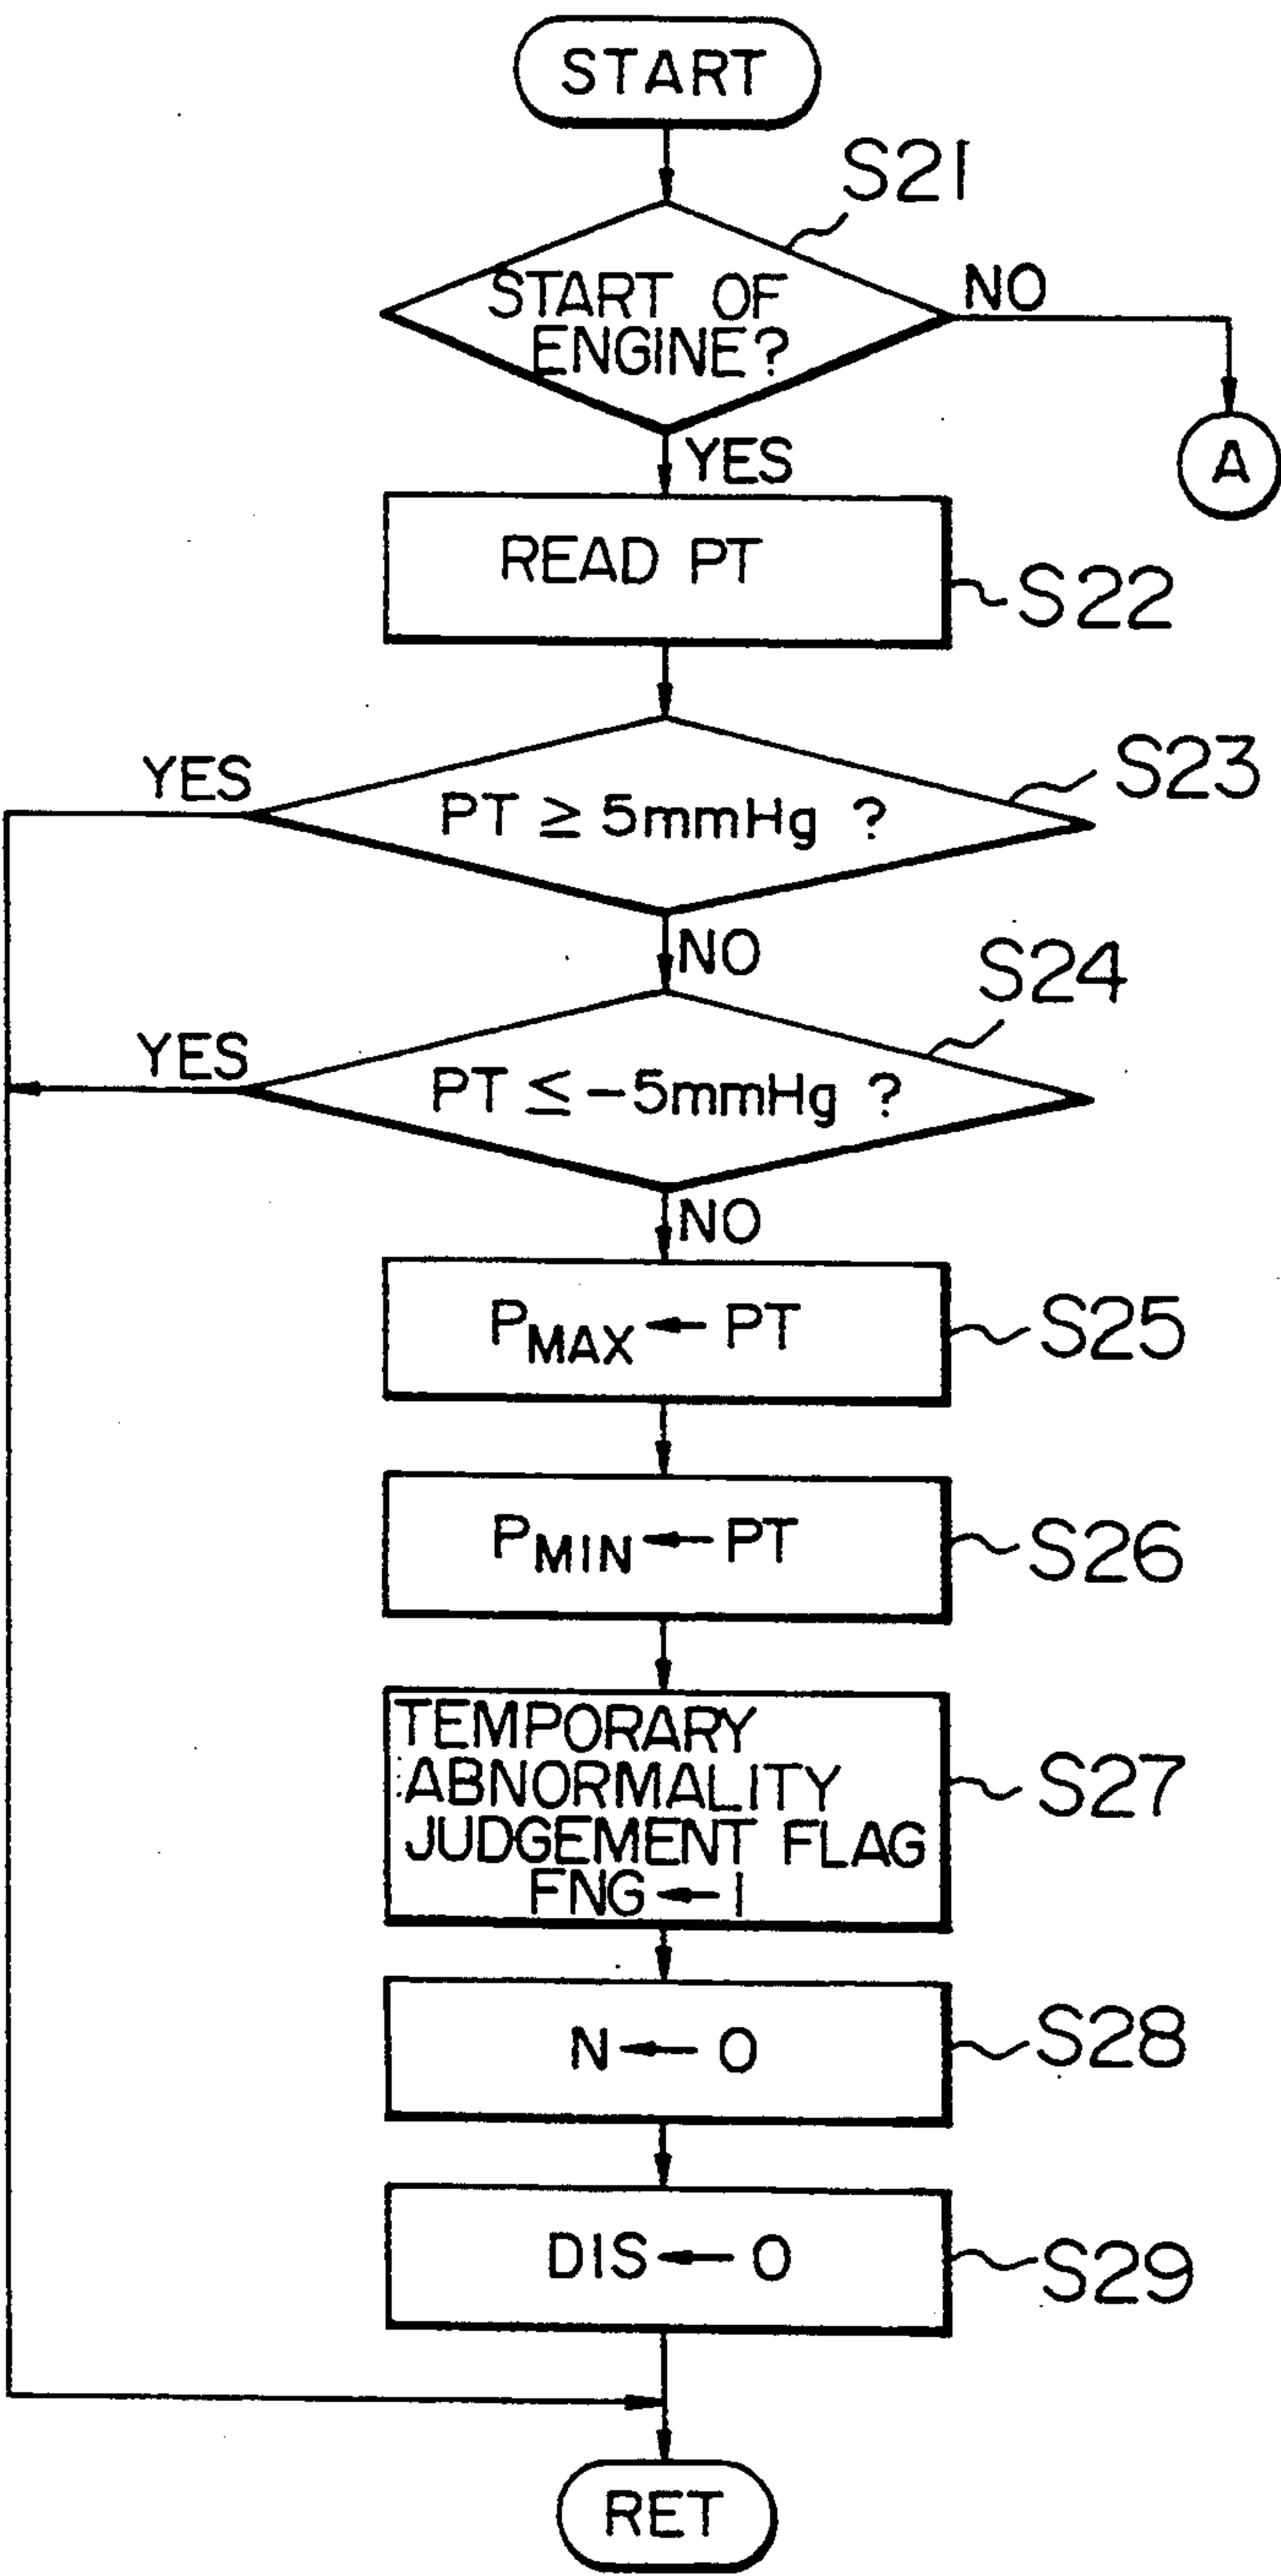 START
S21
START OF
ENGINE?
NO
A
YES
READ PT
S22
YES
S23
PT ≥ 5mmHg ?
NO
S24
YES
PT ≤ -5mmHg ?
NO
PMAX ← PT
S25
PMIN ← PT
S26
TEMPORARY
ABNORMALITY
JUDGEMENT FLAG
FNG ← 1
S27
N ← 0
S28
DIS ← 0
S29
RET